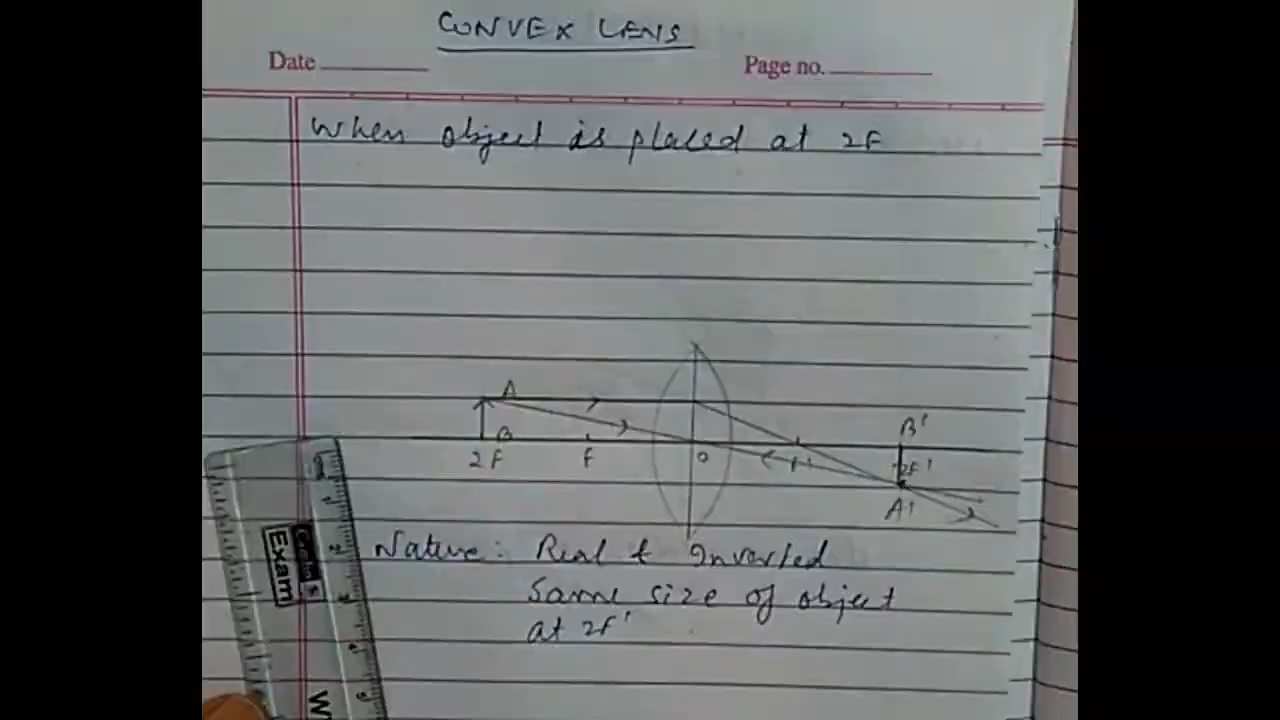 CONVEX LENS
Date
Page no.
When object is placed at 2F
A
B'
B
2F
F
O
2F'
A'
Nature: Real & Inverted
Same size of object
at 2F'
Exam